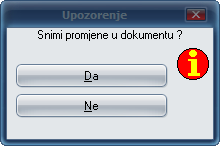 Upozorenje
Snimi promjene u dokumentu ?
Da
Ne